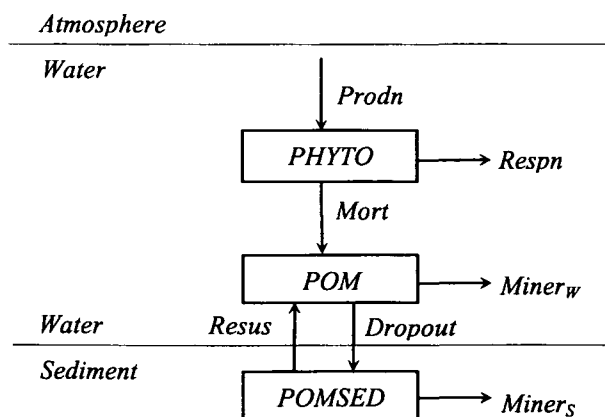 Atmosphere
Water
Prodn
PHYTO
Respn
Mort
POM
Miner_W
Water
Resus
Dropout
Sediment
POMSED
Miner_S